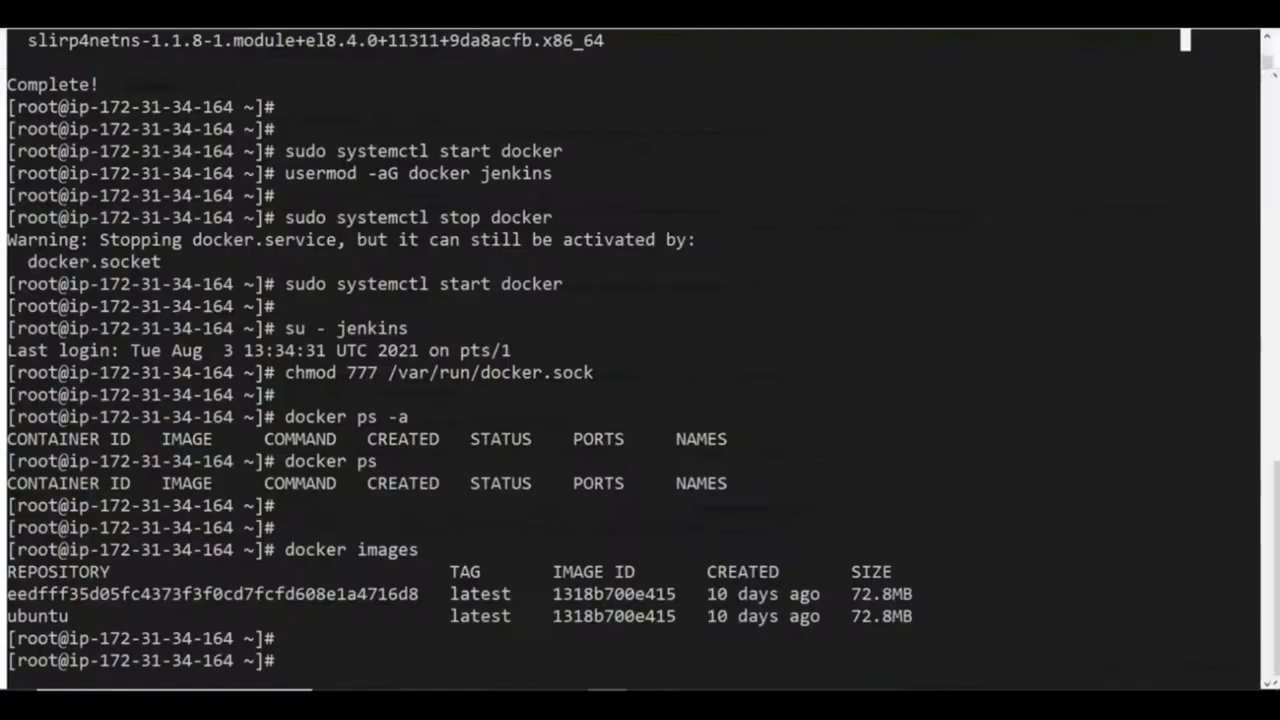 slirp4netns-1.1.8-1.module+el8.4.0+11311+9da8acfb.x86_64
Complete!
[root@ip-172-31-34-164 ~]#
[root@ip-172-31-34-164 ~]#
[root@ip-172-31-34-164 ~]# sudo systemctl start docker
[root@ip-172-31-34-164 ~]# usermod -aG docker jenkins
[root@ip-172-31-34-164 ~]#
[root@ip-172-31-34-164 ~]# sudo systemctl stop docker
Warning: Stopping docker.service, but it can still be activated by:
docker.socket
[root@ip-172-31-34-164 ~]# sudo systemctl start docker
[root@ip-172-31-34-164 ~]#
[root@ip-172-31-34-164 ~]# su - jenkins
Last login: Tue Aug  3 13:34:31 UTC 2021 on pts/1
[root@ip-172-31-34-164 ~]# chmod 777 /var/run/docker.sock
[root@ip-172-31-34-164 ~]#
[root@ip-172-31-34-164 ~]# docker ps -a
CONTAINER ID   IMAGE     COMMAND   CREATED   STATUS    PORTS     NAMES
[root@ip-172-31-34-164 ~]# docker ps
CONTAINER ID   IMAGE     COMMAND   CREATED   STATUS    PORTS     NAMES
[root@ip-172-31-34-164 ~]#
[root@ip-172-31-34-164 ~]#
[root@ip-172-31-34-164 ~]# docker images
REPOSITORY                                 TAG       IMAGE ID       CREATED       SIZE
eedfff35d05fc4373f3f0cd7fcfd608e1a4716d8   latest    1318b700e415   10 days ago   72.8MB
ubuntu                                     latest    1318b700e415   10 days ago   72.8MB
[root@ip-172-31-34-164 ~]#
[root@ip-172-31-34-164 ~]#